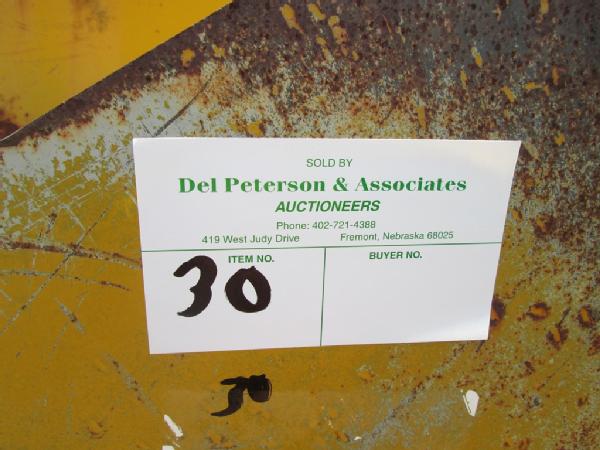 SOLD BY
Del Peterson & Associates
AUCTIONEERS
Phone: 402-721-4388
419 West Judy Drive Fremont, Nebraska 68025
ITEM NO. BUYER NO.
30
30